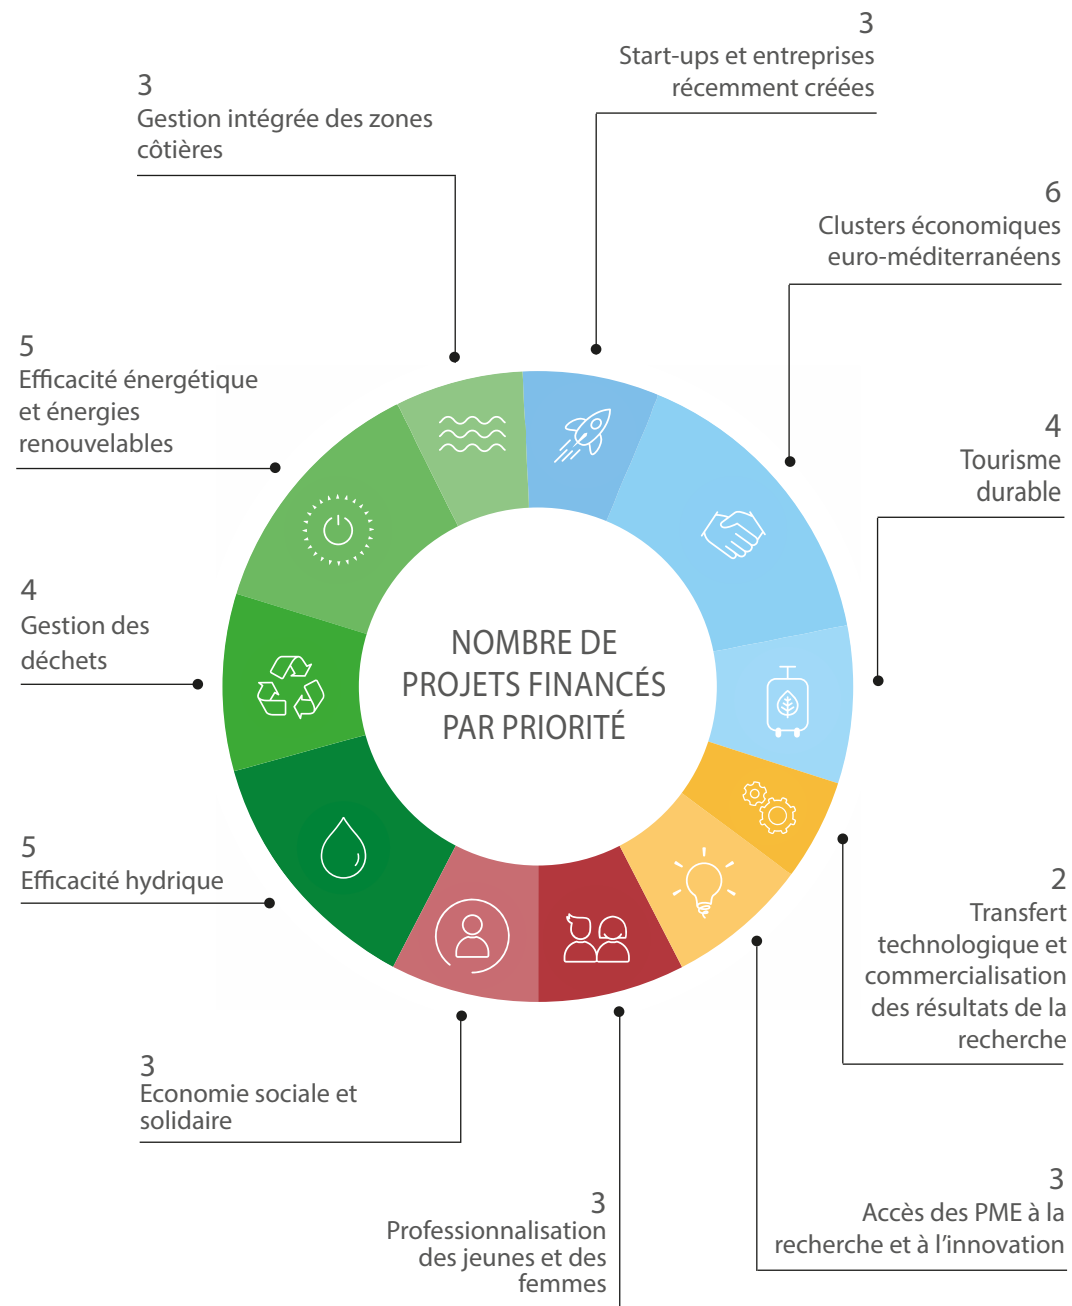 3
Start-ups et entreprises
récemment créées
3
Gestion intégrée des zones
côtières
6
Clusters économiques
euro-méditerranéens
5
Efficacité énergétique
et énergies
renouvelables
4
Tourisme
durable
4
Gestion des
déchets
NOMBRE DE
PROJETS FINANCÉS
PAR PRIORITÉ
5
Efficacité hydrique
2
Transfert
technologique et
commercialisation
des résultats de la
recherche
3
Economie sociale et
solidaire
3
Professionnalisation
des jeunes et des
femmes
3
Accès des PME à la
recherche et à l’innovation